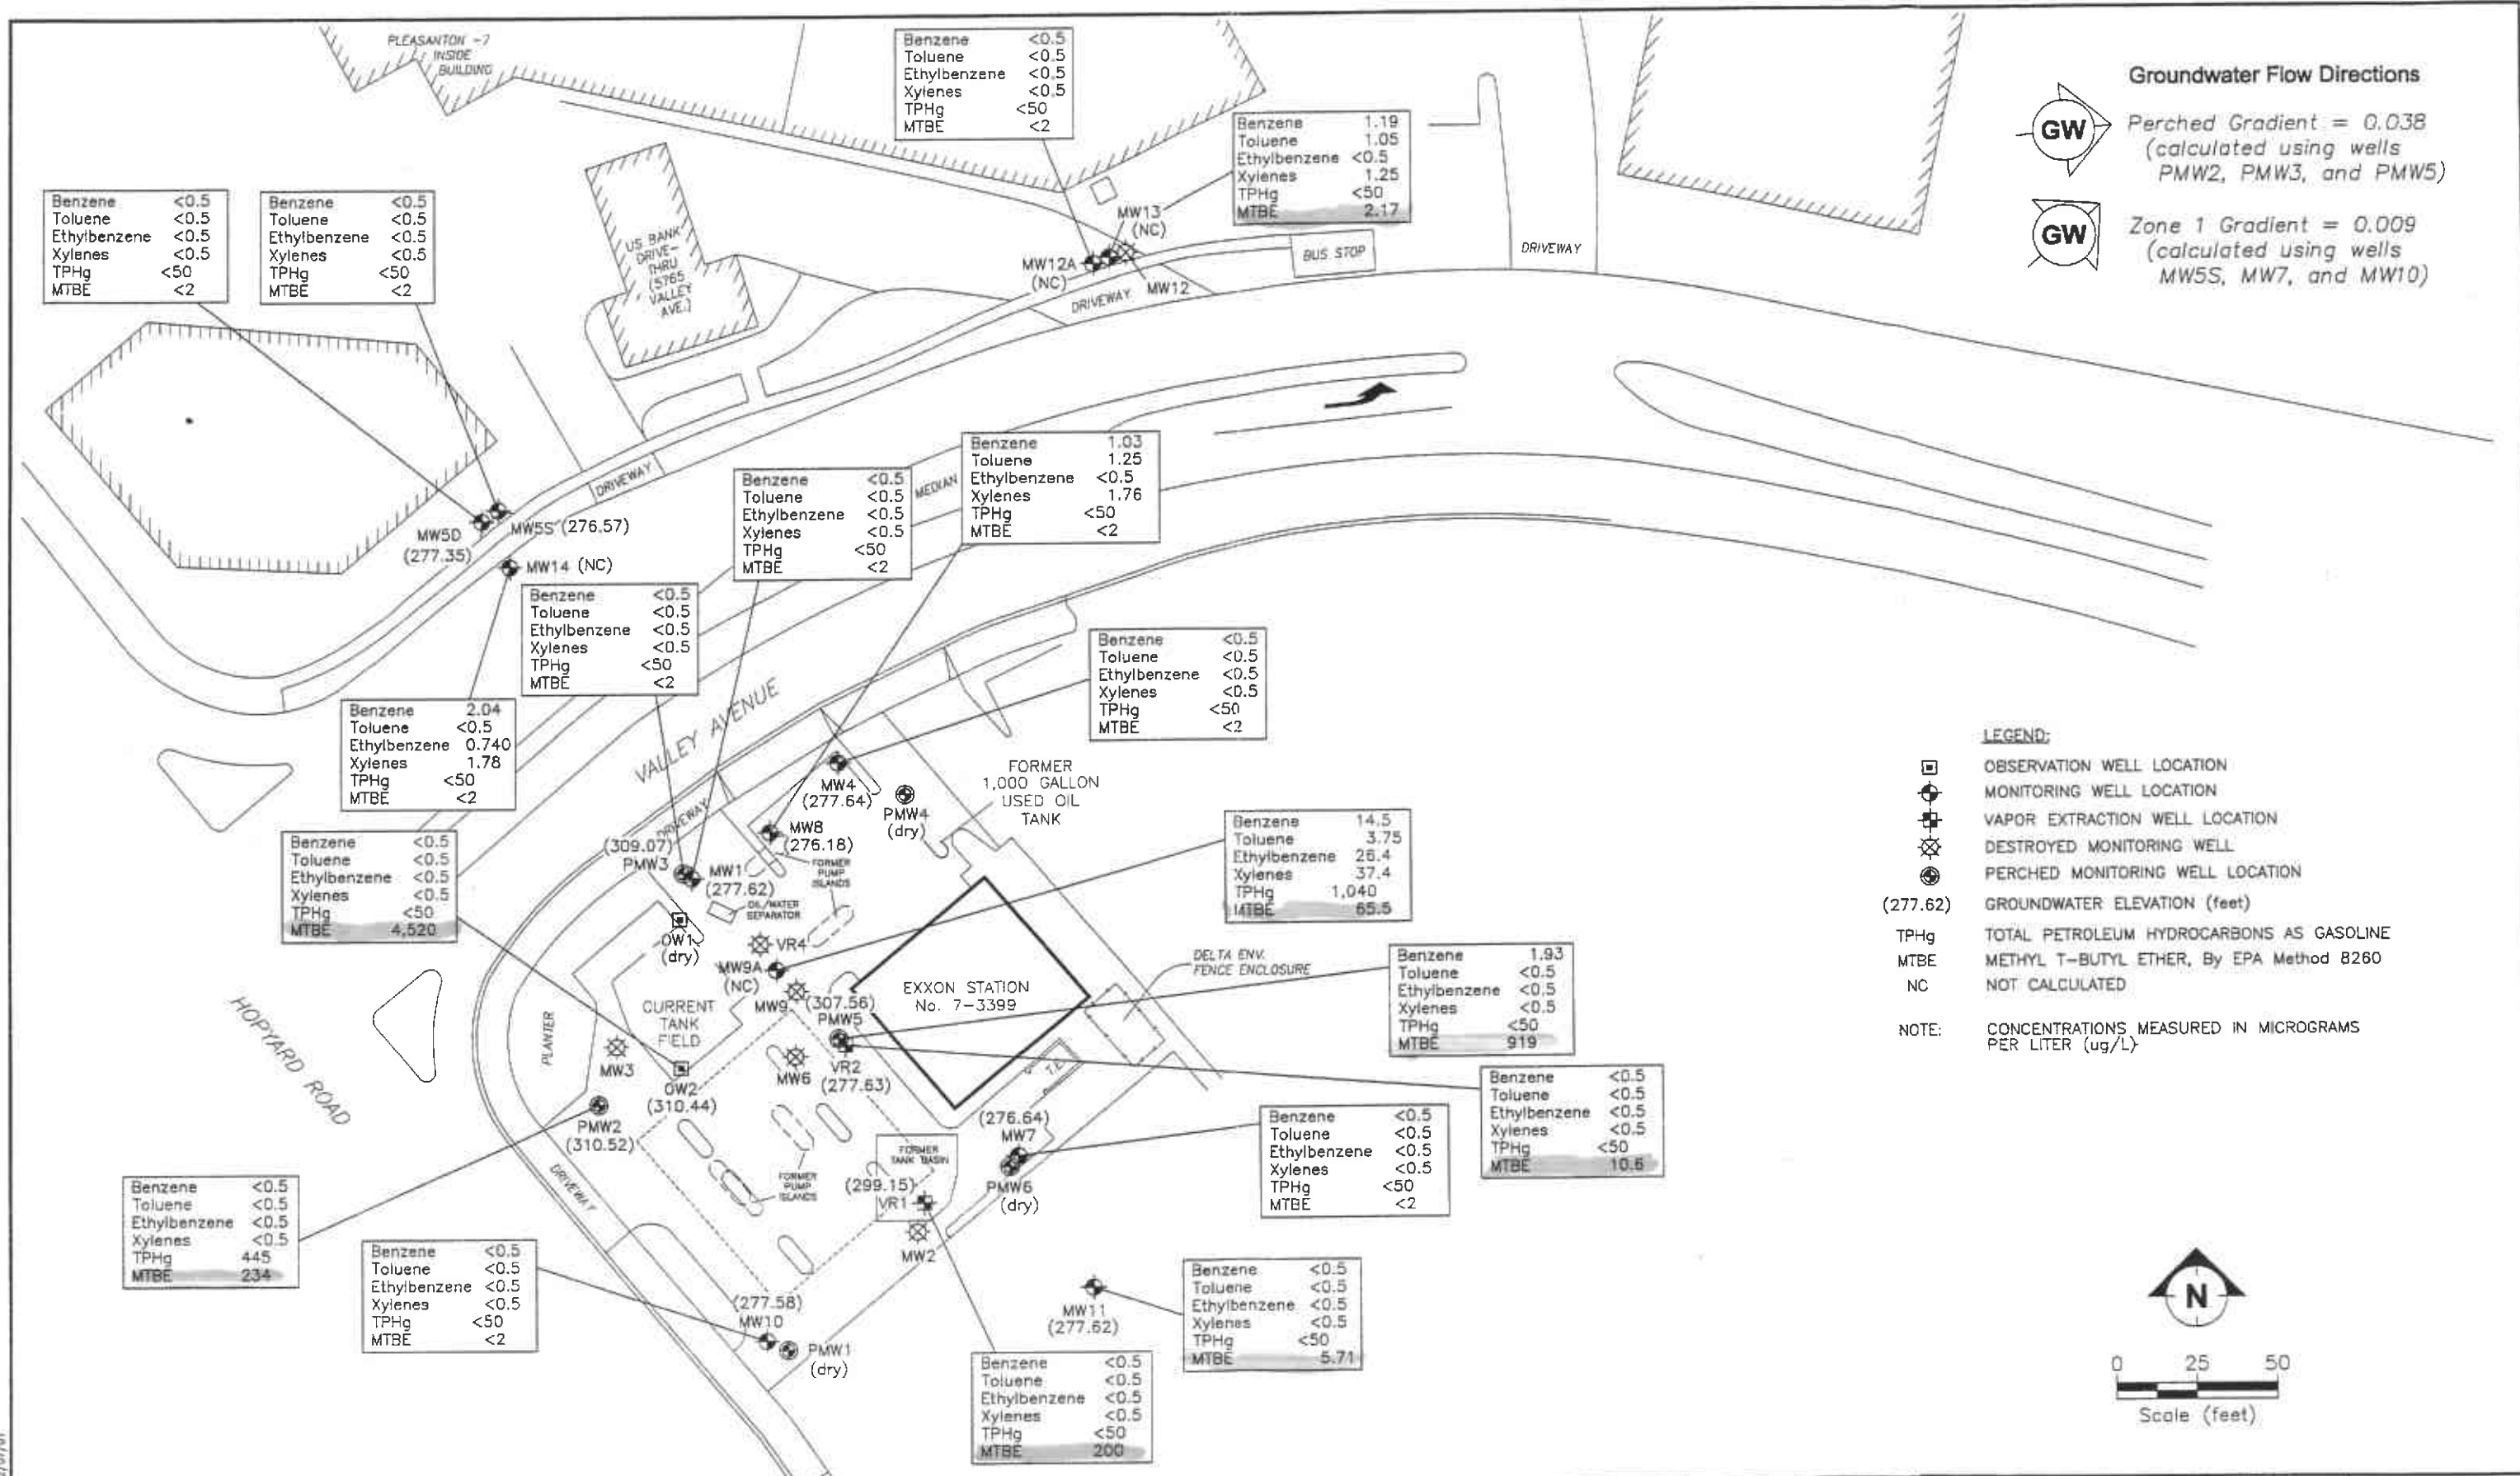 PLEASANTON -7
INSIDE
BUILDING
Benzene <0.5
Toluene <0.5
Ethylbenzene <0.5
Xylenes <0.5
TPHg <50
MTBE <2
Benzene 1.19
Toluene 1.05
Ethylbenzene <0.5
Xylenes 1.25
TPHg <50
MTBE 2.17
Groundwater Flow Directions
GW
Perched Gradient = 0.038
(calculated using wells
PMW2, PMW3, and PMW5)
GW
Zone 1 Gradient = 0.009
(calculated using wells
MW5S, MW7, and MW10)
Benzene <0.5
Toluene <0.5
Ethylbenzene <0.5
Xylenes <0.5
TPHg <50
MTBE <2
Benzene <0.5
Toluene <0.5
Ethylbenzene <0.5
Xylenes <0.5
TPHg <50
MTBE <2
US BANK
DRIVE-
THRU
(5765
VALLEY
AVE.)
MW13
(NC)
MW12A
(NC)
MW12
BUS STOP
DRIVEWAY
DRIVEWAY
DRIVEWAY
MEDIAN
MW5D
(277.35)
MW5S (276.57)
MW14 (NC)
Benzene <0.5
Toluene <0.5
Ethylbenzene <0.5
Xylenes <0.5
TPHg <50
MTBE <2
Benzene 1.03
Toluene 1.25
Ethylbenzene <0.5
Xylenes 1.76
TPHg <50
MTBE <2
Benzene <0.5
Toluene <0.5
Ethylbenzene <0.5
Xylenes <0.5
TPHg <50
MTBE <2
Benzene <0.5
Toluene <0.5
Ethylbenzene <0.5
Xylenes <0.5
TPHg <50
MTBE <2
Benzene 2.04
Toluene <0.5
Ethylbenzene 0.740
Xylenes 1.78
TPHg <50
MTBE <2
VALLEY AVENUE
DRIVEWAY
MW4
(277.64)
PMW4
(dry)
FORMER
1,000 GALLON
USED OIL
TANK
MW8
(276.18)
FORMER
PUMP
ISLANDS
(309.07)
PMW3
MW1
(277.62)
OIL/WATER
SEPARATOR
OW1
(dry)
VR4
MW9A
(NC)
MW9
(307.56)
PMW5
CURRENT
TANK
FIELD
PLANTER
MW3
OW2
(310.44)
MW6
VR2
(277.63)
EXXON STATION
No. 7-3399
DELTA ENV.
FENCE ENCLOSURE
T.E.
Benzene <0.5
Toluene <0.5
Ethylbenzene <0.5
Xylenes <0.5
TPHg <50
MTBE 4,520
Benzene 14.5
Toluene 3.75
Ethylbenzene 26.4
Xylenes 37.4
TPHg 1,040
MTBE 65.5
Benzene 1.93
Toluene <0.5
Ethylbenzene <0.5
Xylenes <0.5
TPHg <50
MTBE 919
Benzene <0.5
Toluene <0.5
Ethylbenzene <0.5
Xylenes <0.5
TPHg <50
MTBE 10.6
HOPYARD ROAD
PMW2
(310.52)
DRIVEWAY
FORMER
PUMP
ISLANDS
FORMER
TANK BASIN
(299.15)
VR1
MW2
(276.64)
MW7
PMW6
(dry)
Benzene <0.5
Toluene <0.5
Ethylbenzene <0.5
Xylenes <0.5
TPHg <50
MTBE <2
Benzene <0.5
Toluene <0.5
Ethylbenzene <0.5
Xylenes <0.5
TPHg 445
MTBE 234
Benzene <0.5
Toluene <0.5
Ethylbenzene <0.5
Xylenes <0.5
TPHg <50
MTBE <2
(277.58)
MW10
PMW1
(dry)
MW11
(277.62)
Benzene <0.5
Toluene <0.5
Ethylbenzene <0.5
Xylenes <0.5
TPHg <50
MTBE 5.71
Benzene <0.5
Toluene <0.5
Ethylbenzene <0.5
Xylenes <0.5
TPHg <50
MTBE 200
LEGEND:
OBSERVATION WELL LOCATION
MONITORING WELL LOCATION
VAPOR EXTRACTION WELL LOCATION
DESTROYED MONITORING WELL
PERCHED MONITORING WELL LOCATION
(277.62) GROUNDWATER ELEVATION (feet)
TPHg TOTAL PETROLEUM HYDROCARBONS AS GASOLINE
MTBE METHYL T-BUTYL ETHER, By EPA Method 8260
NC NOT CALCULATED
NOTE: CONCENTRATIONS MEASURED IN MICROGRAMS
PER LITER (ug/L)
N
0 25 50
Scale (feet)